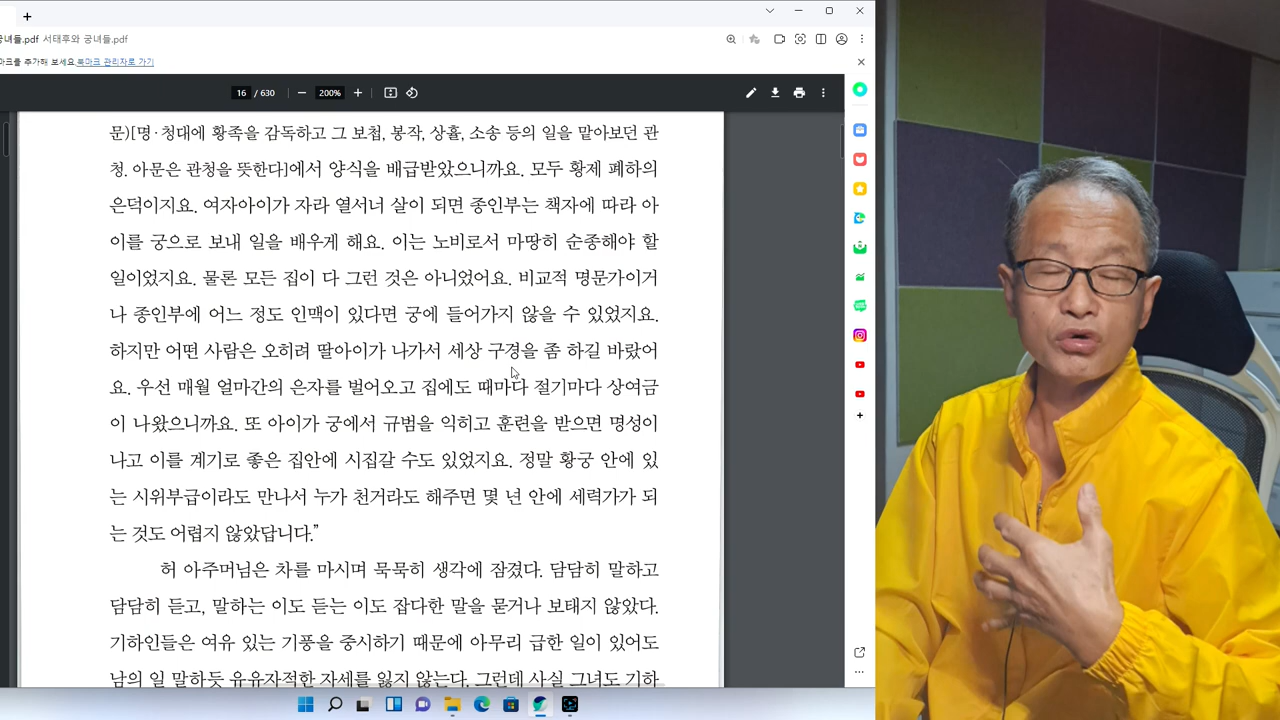 궁녀들.pdf 서태후와 궁녀들.pdf
마크를 추가해 보세요.북마크 관리자로 가기
16 / 630 200%
문)[명·청대에 황족을 감독하고 그 보첩, 봉작, 상휼, 소송 등의 일을 맡아보던 관
청. 아문은 관청을 뜻한다]에서 양식을 배급받았으니까요. 모두 황제 폐하의
은덕이지요. 여자아이가 자라 열서너 살이 되면 종인부는 책자에 따라 아
이를 궁으로 보내 일을 배우게 해요. 이는 노비로서 마땅히 순종해야 할
일이었지요. 물론 모든 집이 다 그런 것은 아니었어요. 비교적 명문가이거
나 종인부에 어느 정도 인맥이 있다면 궁에 들어가지 않을 수 있었지요.
하지만 어떤 사람은 오히려 딸아이가 나가서 세상 구경을 좀 하길 바랐어
요. 우선 매월 얼마간의 은자를 벌어오고 집에도 때마다 절기마다 상여금
이 나왔으니까요. 또 아이가 궁에서 규범을 익히고 훈련을 받으면 명성이
나고 이를 계기로 좋은 집안에 시집갈 수도 있었지요. 정말 황궁 안에 있
는 시위부급이라도 만나서 누가 천거라도 해주면 몇 년 안에 세력가가 되
는 것도 어렵지 않았답니다.”
허 아주머님은 차를 마시며 묵묵히 생각에 잠겼다. 담담히 말하고
담담히 듣고, 말하는 이도 듣는 이도 잡다한 말을 묻거나 보태지 않았다.
기하인들은 여유 있는 기풍을 중시하기 때문에 아무리 급한 일이 있어도
남의 일 말하듯 유유자적한 자세를 잃지 않는다. 그런데 사실 그녀도 기하